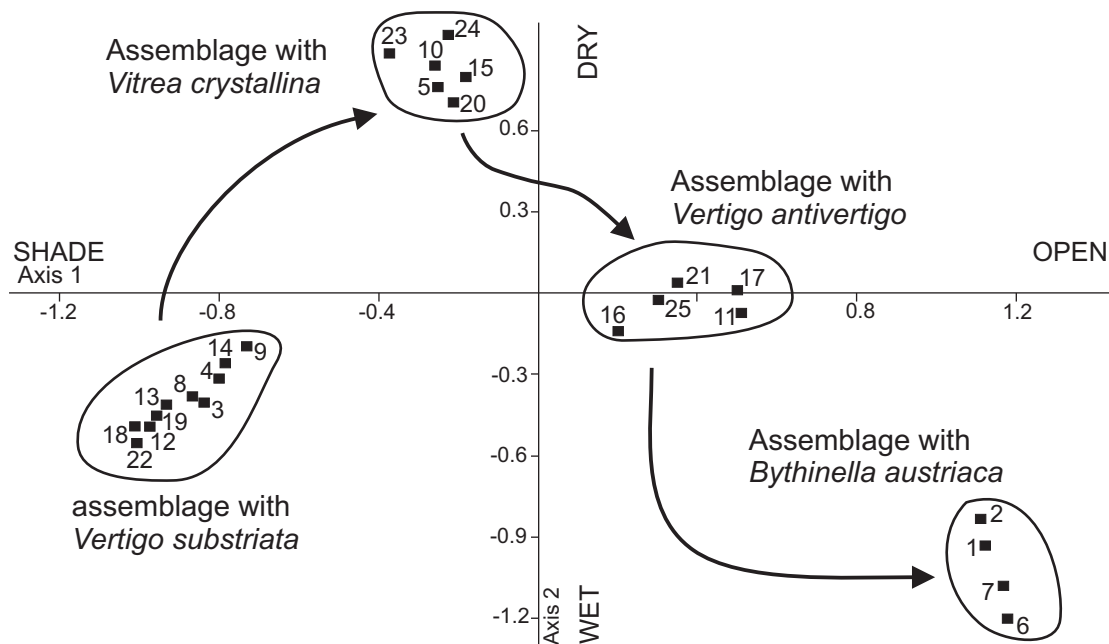 Assemblage with
Vitrea crystallina
23
24
10
15
5
20
DRY
0.6
0.3
Assemblage with
Vertigo antivertigo
SHADE
Axis 1
OPEN
-1.2
-0.8
-0.4
0.8
1.2
21
17
25
16
11
14
9
4
8
13
3
19
18
12
22
-0.3
-0.6
-0.9
-1.2
assemblage with
Vertigo substriata
Assemblage with
Bythinella austriaca
2
1
7
6
Axis 2
WET